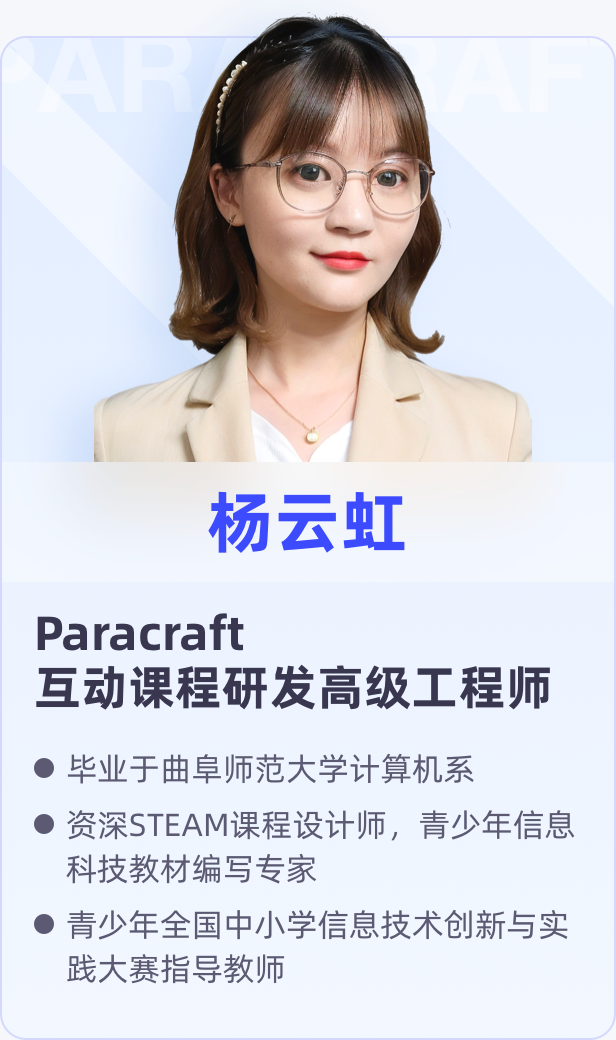 PARACRAF
杨云虹
Paracraft
互动课程研发高级工程师
毕业于曲阜师范大学计算机系
资深STEAM课程设计师，青少年信息
科技教材编写专家
青少年全国中小学信息技术创新与实
践大赛指导教师